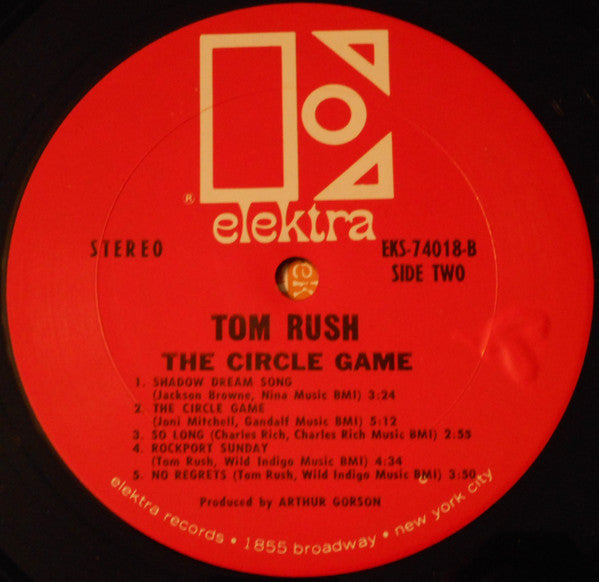 ®
elektra
STEREO
EKS-74018-B
SIDE TWO
TOM RUSH
THE CIRCLE GAME
1. SHADOW DREAM SONG
(Jackson Browne, Nina Music BMI) 3:24
2. THE CIRCLE GAME
(Joni Mitchell, Gandalf Music BMI) 5:12
3. SO LONG (Charles Rich, Charles Rich Music BMI) 2:55
4. ROCKPORT SUNDAY
(Tom Rush, Wild Indigo Music BMI) 4:34
5. NO REGRETS (Tom Rush, Wild Indigo Music BMI) 3:50
Produced by ARTHUR GORSON
elektra records • 1855 broadway • new york city